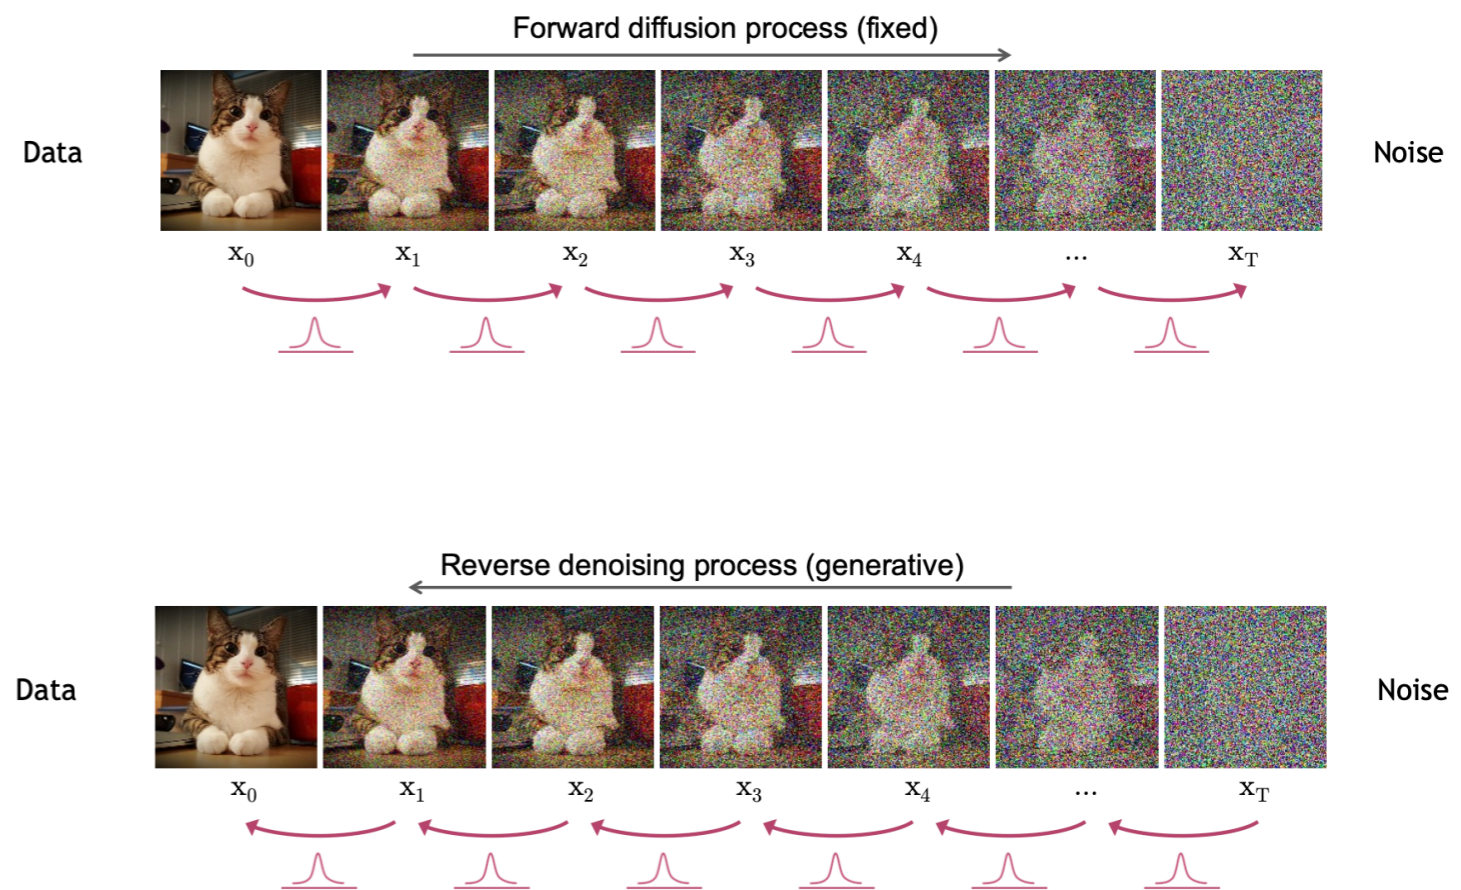 Forward diffusion process (fixed)
Data
Noise
x0 x1 x2 x3 x4 ... xT
Reverse denoising process (generative)
Data
Noise
x0 x1 x2 x3 x4 ... xT